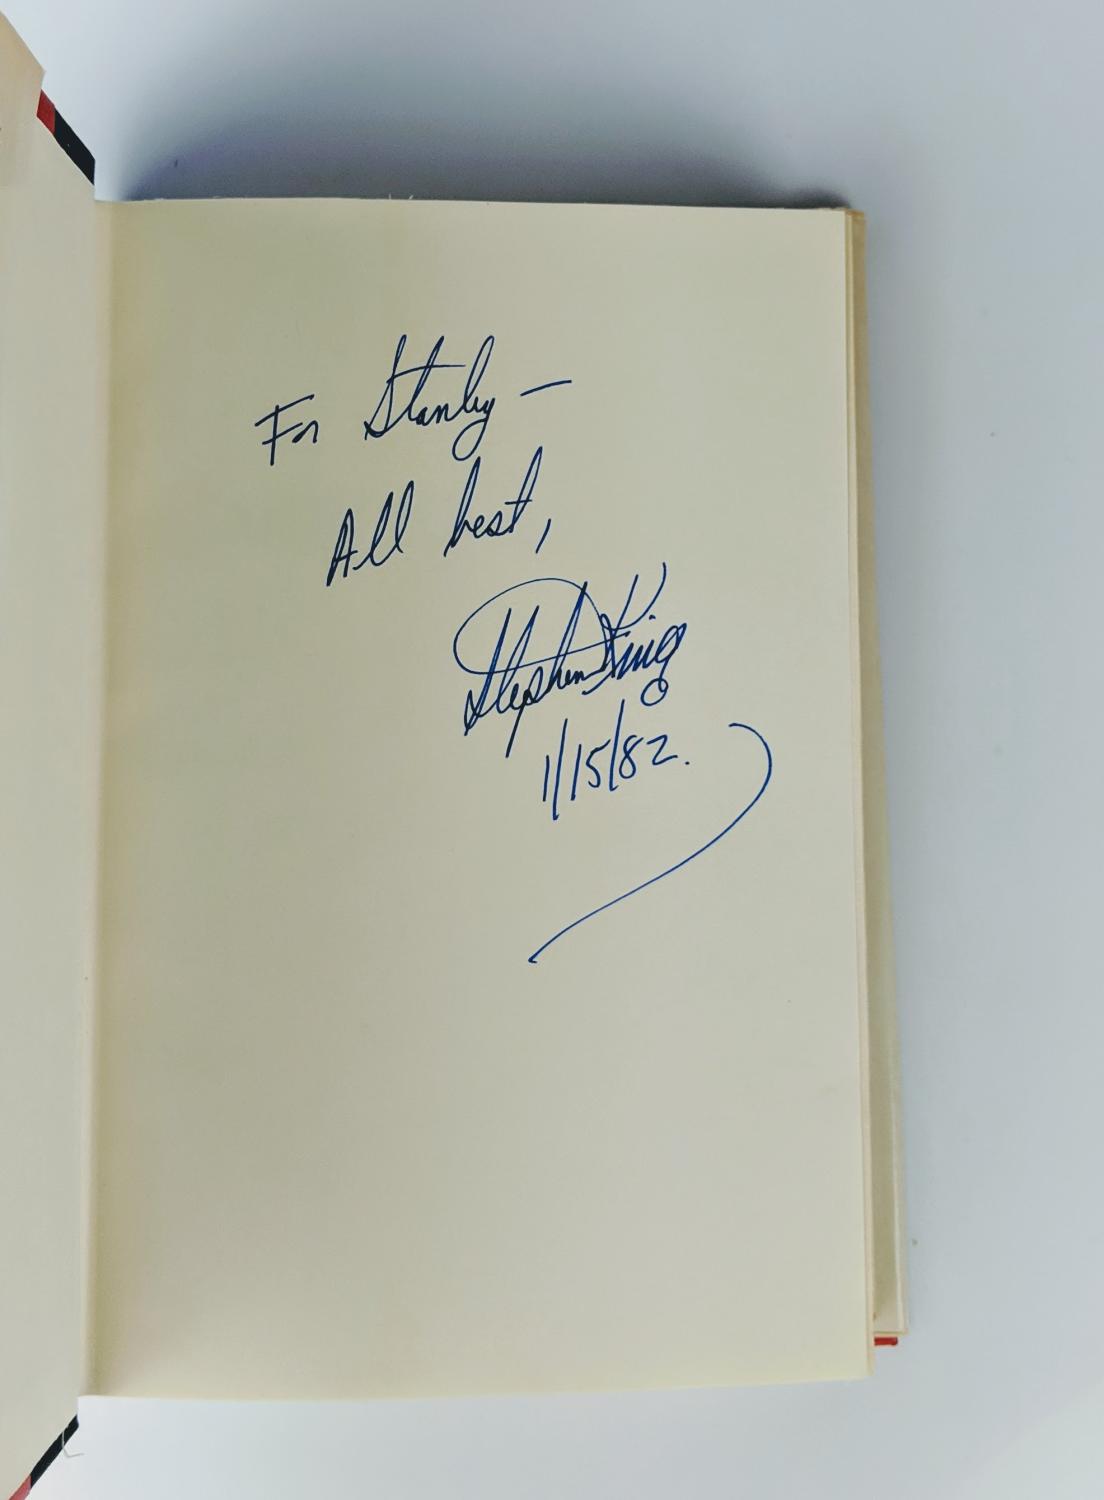 For Stanley —
All best,
Stephen King
1/15/82.